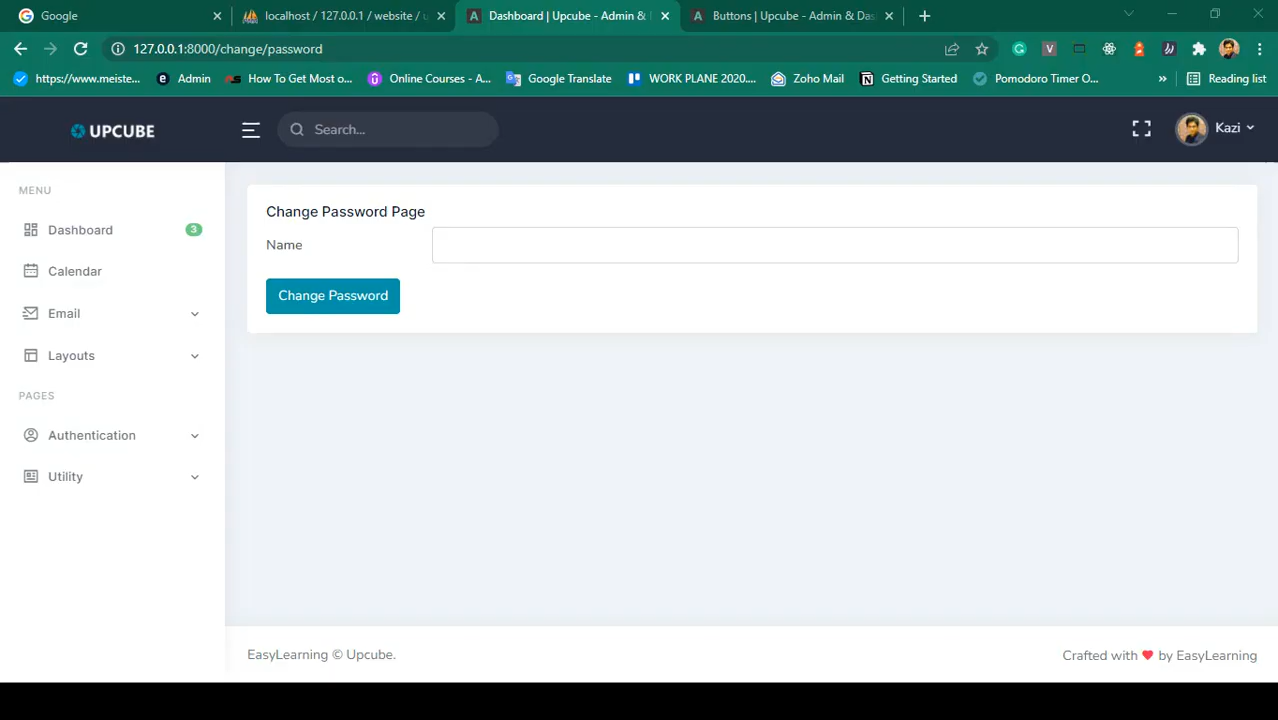 Google
localhost / 127.0.0.1 / website / u
Dashboard | Upcube - Admin &
Buttons | Upcube - Admin & Das
127.0.0.1:8000/change/password
https://www.meiste...
Admin
How To Get Most o...
Online Courses - A...
Google Translate
WORK PLANE 2020....
Zoho Mail
Getting Started
Pomodoro Timer O...
»
Reading list
UPCUBE
Search...
Kazi
MENU
Dashboard
3
Calendar
Email
Layouts
PAGES
Authentication
Utility
Change Password Page
Name
Change Password
EasyLearning © Upcube.
Crafted with ❤ by EasyLearning